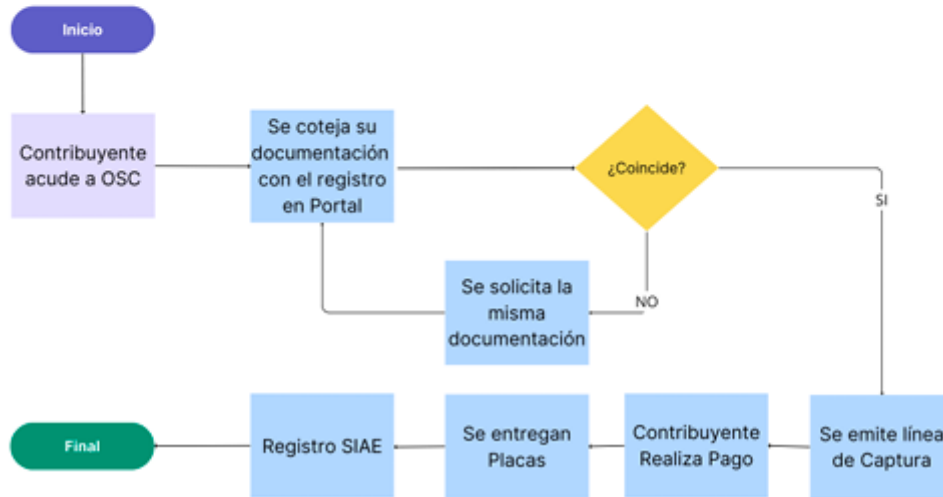 Inicio
Contribuyente
acude a OSC
Se coteja su
documentación
con el registro
en Portal
¿Coincide?
SI
NO
Se solicita la
misma
documentación
Se emite línea
de Captura
Contribuyente
Realiza Pago
Se entregan
Placas
Registro SIAE
Final